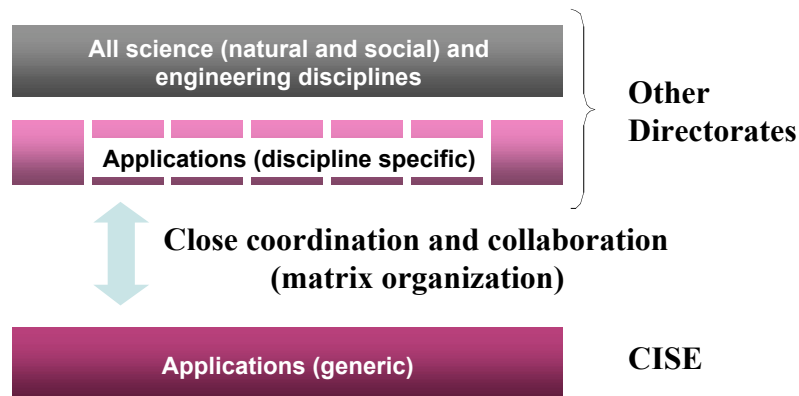 All science (natural and social) and
engineering disciplines
Other
Directorates
Applications (discipline specific)
Close coordination and collaboration
(matrix organization)
Applications (generic)
CISE